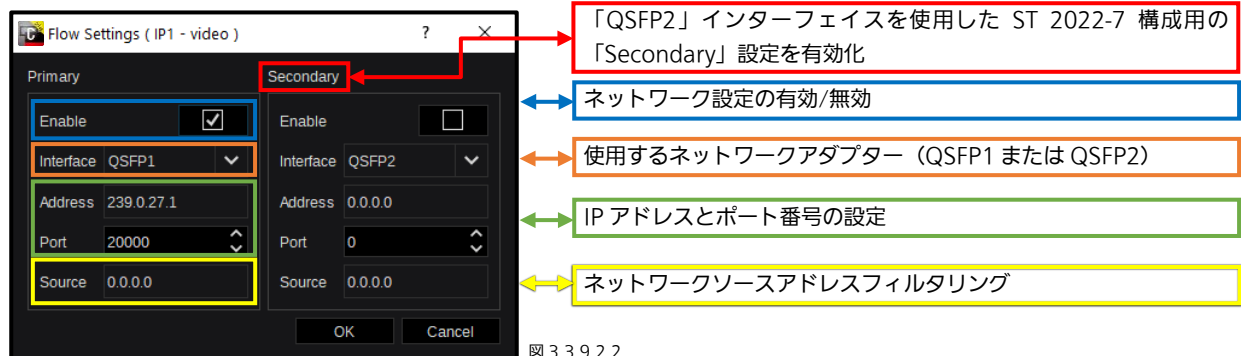 Flow Settings ( IP1 - video )
?
×
Primary
Secondary
Enable
Enable
Interface QSFP1
Interface QSFP2
Address 239.0.27.1
Address 0.0.0.0
Port 20000
Port 0
Source 0.0.0.0
Source 0.0.0.0
OK
Cancel
「QSFP2」インターフェイスを使用した ST 2022-7 構成用の
「Secondary」設定を有効化
ネットワーク設定の有効/無効
使用するネットワークアダプター（QSFP1 または QSFP2）
IP アドレスとポート番号の設定
ネットワークソースアドレスフィルタリング
図３３９２２